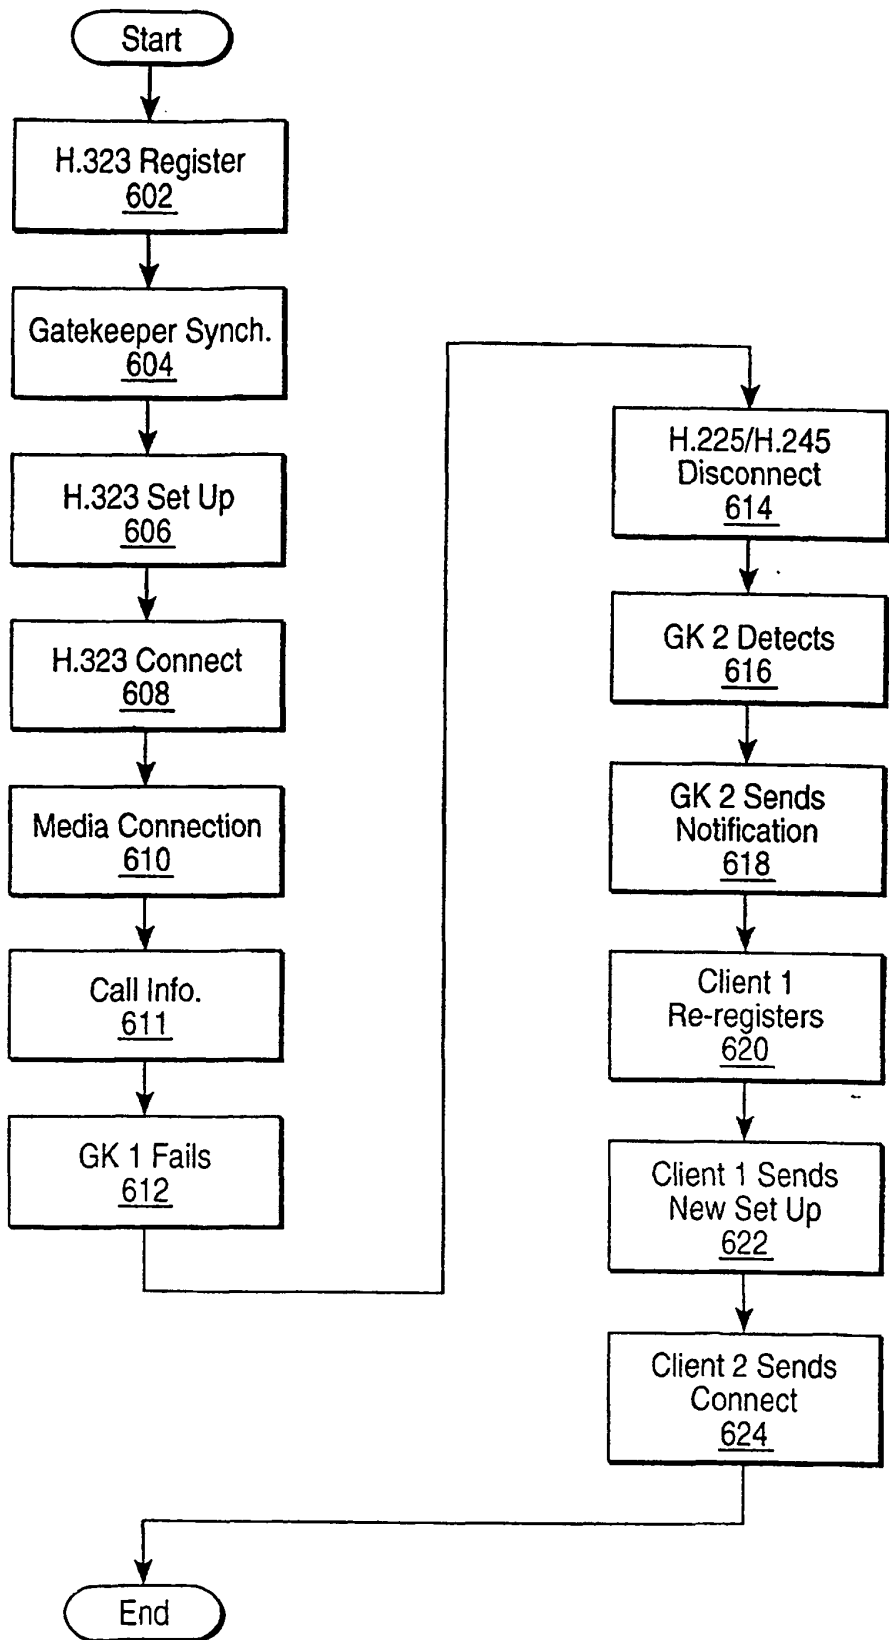 Start
H.323 Register
602
Gatekeeper Synch.
604
H.323 Set Up
606
H.323 Connect
608
Media Connection
610
Call Info.
611
GK 1 Fails
612
H.225/H.245
Disconnect
614
GK 2 Detects
616
GK 2 Sends
Notification
618
Client 1
Re-registers
620
Client 1 Sends
New Set Up
622
Client 2 Sends
Connect
624
End